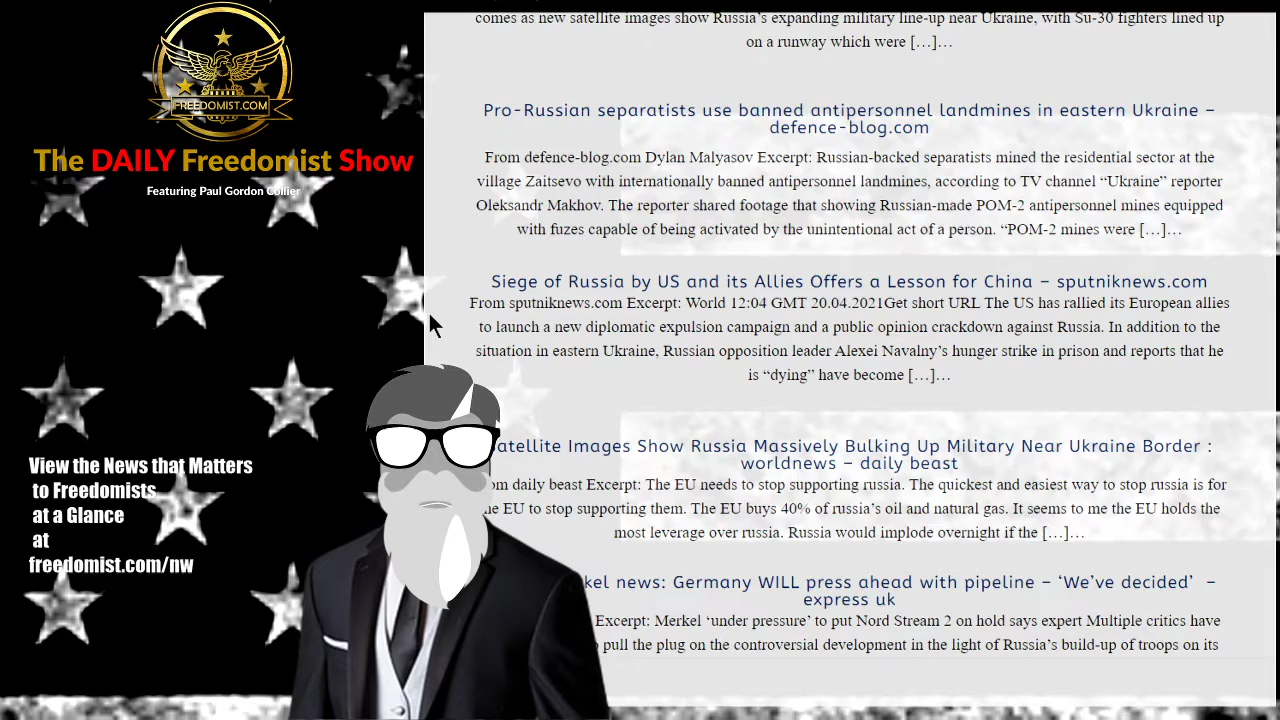 FREEDOMIST.COM
The DAILY Freedomist Show
Featuring Paul Gordon Collier
View the News that Matters
to Freedomists
at a Glance
at
freedomist.com/nw
comes as new satellite images show Russia’s expanding military line-up near Ukraine, with Su-30 fighters lined up
on a runway which were […]…
Pro-Russian separatists use banned antipersonnel landmines in eastern Ukraine –
defence-blog.com
From defence-blog.com Dylan Malyasov Excerpt: Russian-backed separatists mined the residential sector at the
village Zaitsevo with internationally banned antipersonnel landmines, according to TV channel “Ukraine” reporter
Oleksandr Makhov. The reporter shared footage that showing Russian-made POM-2 antipersonnel mines equipped
with fuzes capable of being activated by the unintentional act of a person. “POM-2 mines were […]…
Siege of Russia by US and its Allies Offers a Lesson for China – sputniknews.com
From sputniknews.com Excerpt: World 12:04 GMT 20.04.2021Get short URL The US has rallied its European allies
to launch a new diplomatic expulsion campaign and a public opinion crackdown against Russia. In addition to the
situation in eastern Ukraine, Russian opposition leader Alexei Navalny’s hunger strike in prison and reports that he
is “dying” have become […]…
atellite Images Show Russia Massively Bulking Up Military Near Ukraine Border :
worldnews – daily beast
om daily beast Excerpt: The EU needs to stop supporting russia. The quickest and easiest way to stop russia is for
e EU to stop supporting them. The EU buys 40% of russia’s oil and natural gas. It seems to me the EU holds the
most leverage over russia. Russia would implode overnight if the […]…
kel news: Germany WILL press ahead with pipeline – ‘We’ve decided’ –
express uk
Excerpt: Merkel ‘under pressure’ to put Nord Stream 2 on hold says expert Multiple critics have
pull the plug on the controversial development in the light of Russia’s build-up of troops on its